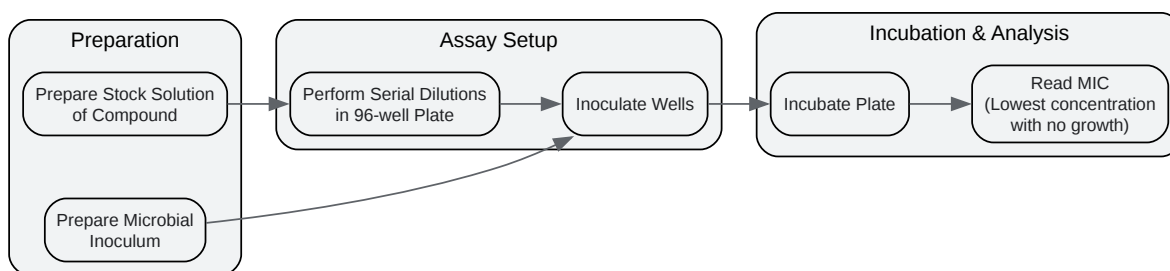 Preparation
Prepare Stock Solution
of Compound
Prepare Microbial
Inoculum
Assay Setup
Perform Serial Dilutions
in 96-well Plate
Inoculate Wells
Incubation & Analysis
Incubate Plate
Read MIC
(Lowest concentration
with no growth)